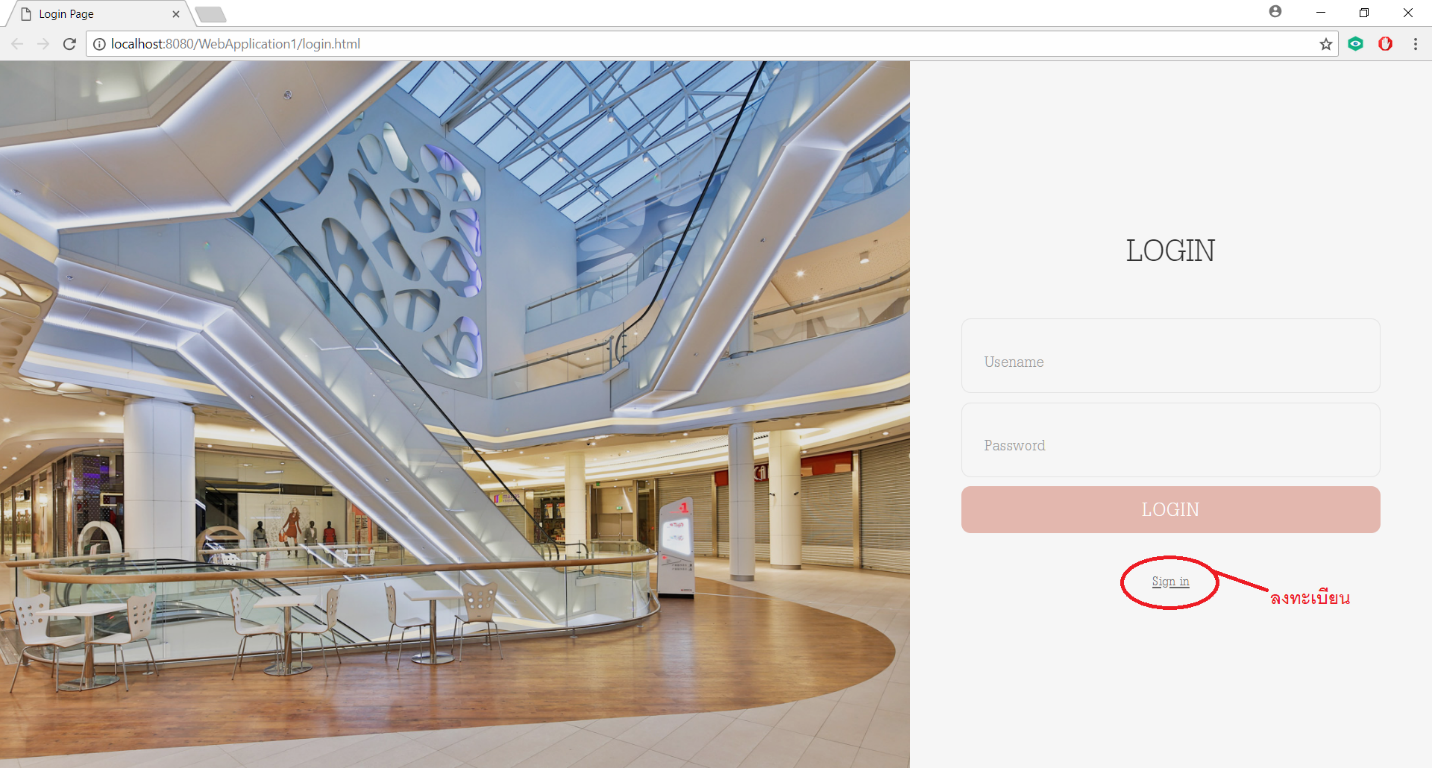 Login Page
localhost:8080/WebApplication1/login.html
LOGIN
Usename
Password
LOGIN
Sign in
ลงทะเบียน